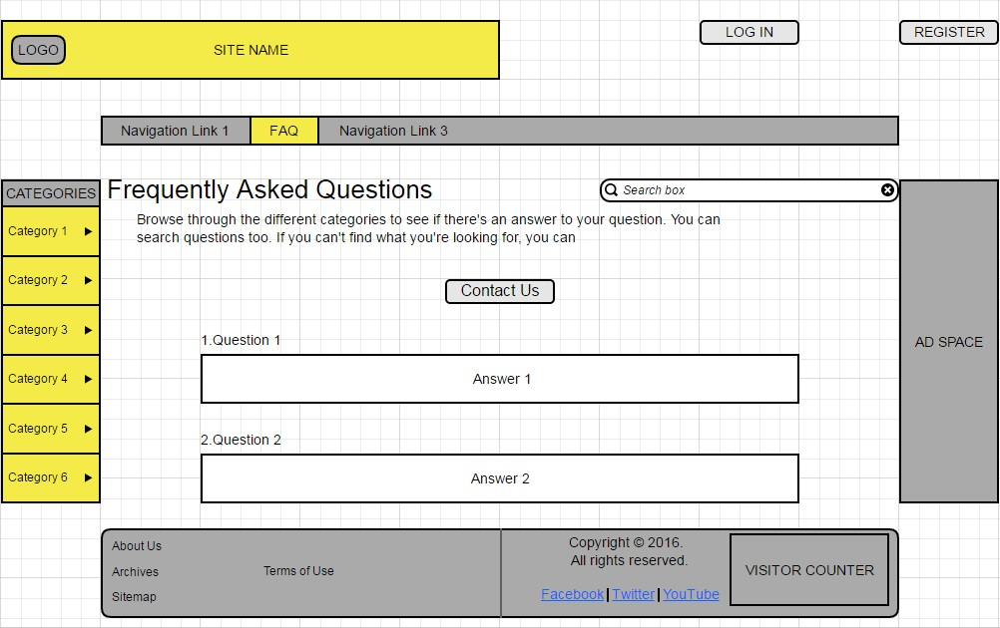 LOGO
SITE NAME
LOG IN
REGISTER
Navigation Link 1
FAQ
Navigation Link 3
CATEGORIES
Category 1
Category 2
Category 3
Category 4
Category 5
Category 6
Frequently Asked Questions
Search box
Browse through the different categories to see if there's an answer to your question. You can
search questions too. If you can't find what you're looking for, you can
Contact Us
1.Question 1
Answer 1
2.Question 2
Answer 2
AD SPACE
About Us
Archives
Sitemap
Terms of Use
Copyright © 2016.
All rights reserved.
Facebook | Twitter | YouTube
VISITOR COUNTER